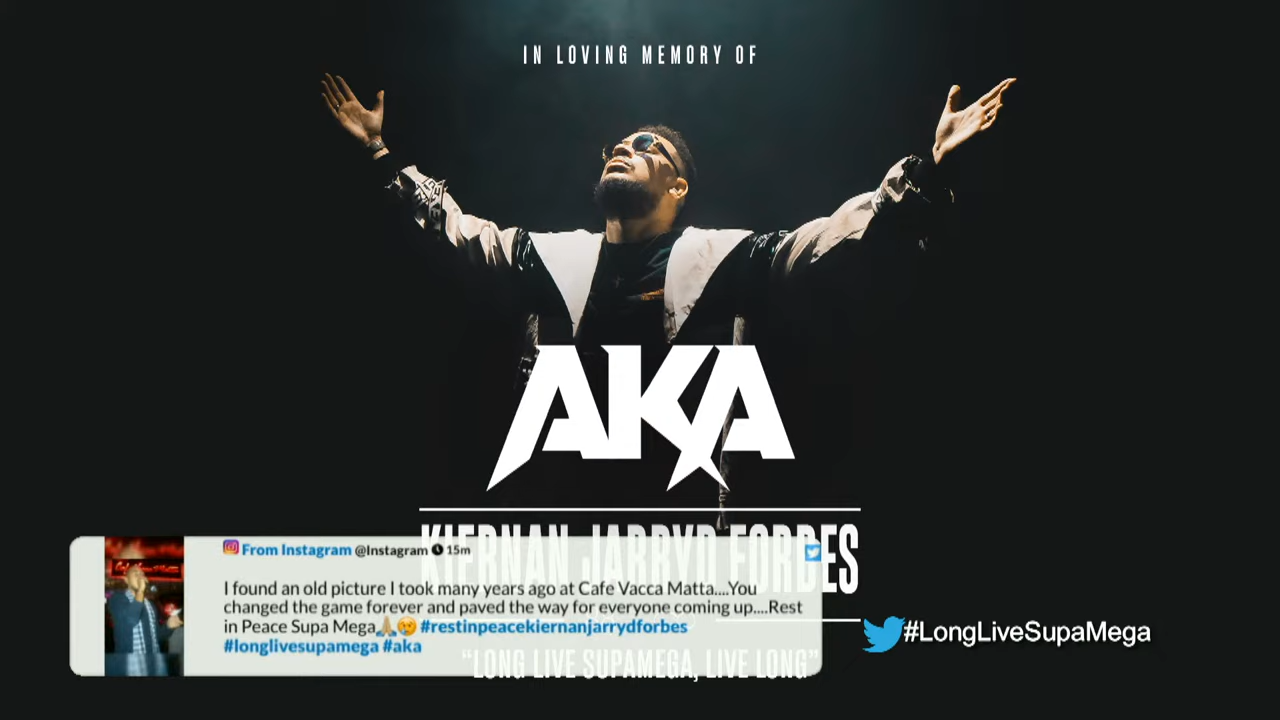 IN LOVING MEMORY OF
AKA
KIERNAN JARRYD FORBES
From Instagram @Instagram 15m
I found an old picture I took many years ago at Cafe Vacca Matta....You
changed the game forever and paved the way for everyone coming up....Rest
in Peace Supa Mega🙏🏽😢 #restinpeacekiernanjarrydforbes
#longlivesupamega #aka
#LongLiveSupaMega
“LONG LIVE SUPAMEGA, LIVE LONG”